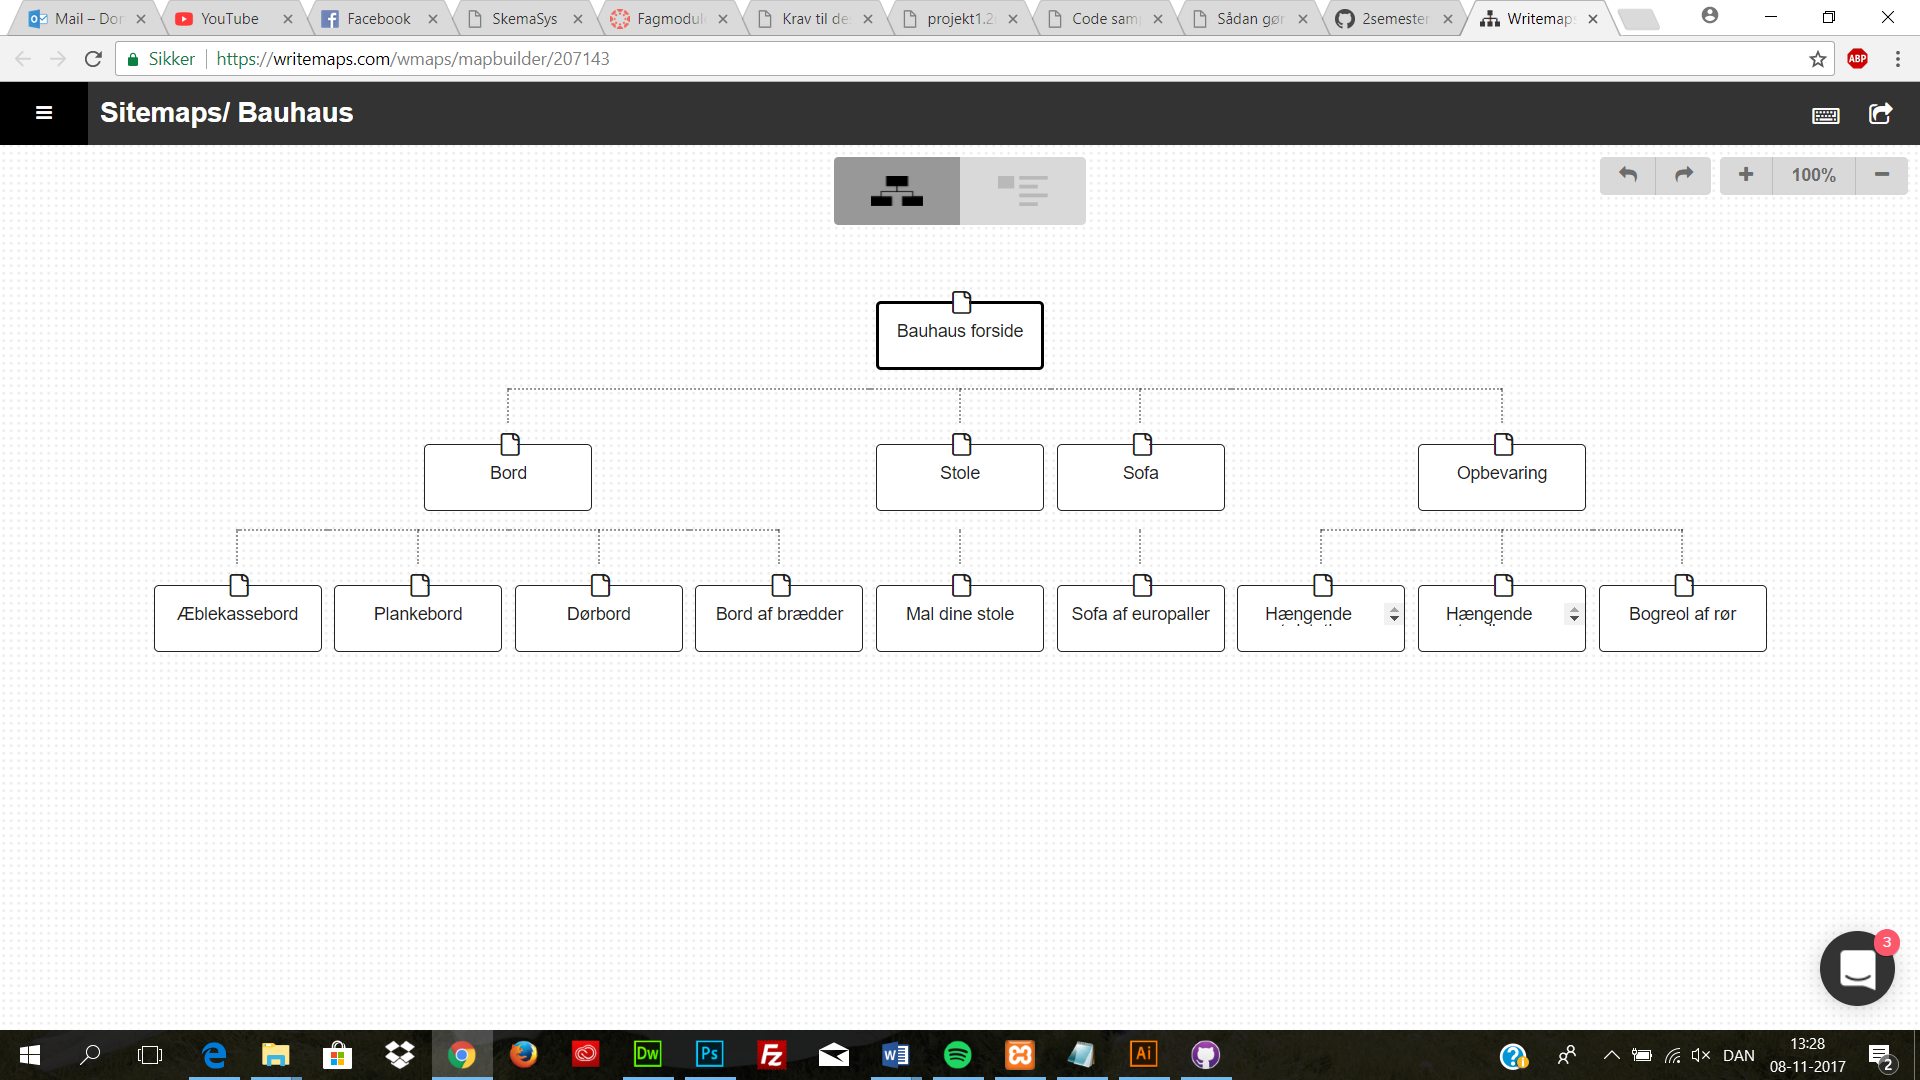 Mail – Dor
YouTube
Facebook
SkemaSys
Fagmodul
Krav til de
projekt1.2
Code sam
Sådan gør
2semester
Writemaps
Sikker https://writemaps.com/wmaps/mapbuilder/207143
ABP
Sitemaps/ Bauhaus
100%
Bauhaus forside
Bord
Stole
Sofa
Opbevaring
Æblekassebord
Plankebord
Dørbord
Bord af brædder
Mal dine stole
Sofa af europaller
Hængende
Hængende
Bogreol af rør
3
Dw
Ps
Fz
W
Ai
DAN
13:28
08-11-2017
2